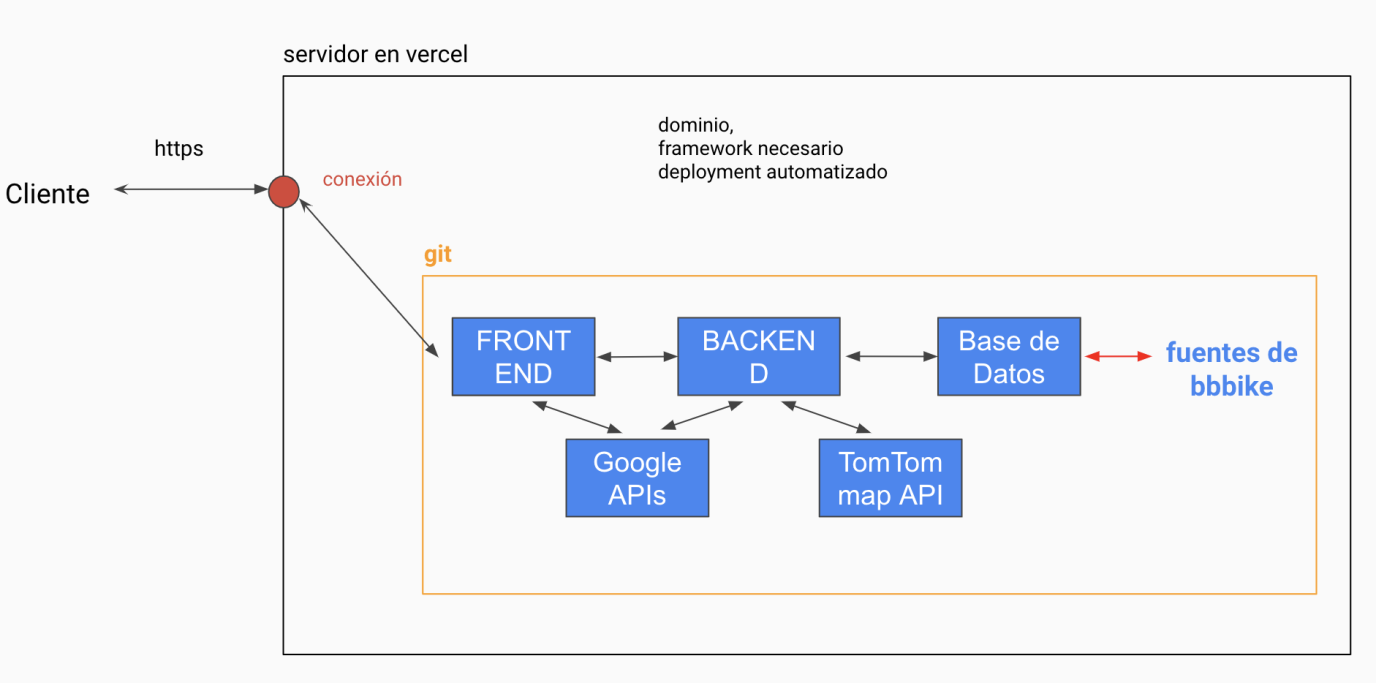 servidor en vercel
dominio,
framework necesario
deployment automatizado
https
Cliente
conexión
git
FRONT
END
BACKEN
D
Base de
Datos
fuentes de
bbbike
Google
APIs
TomTom
map API